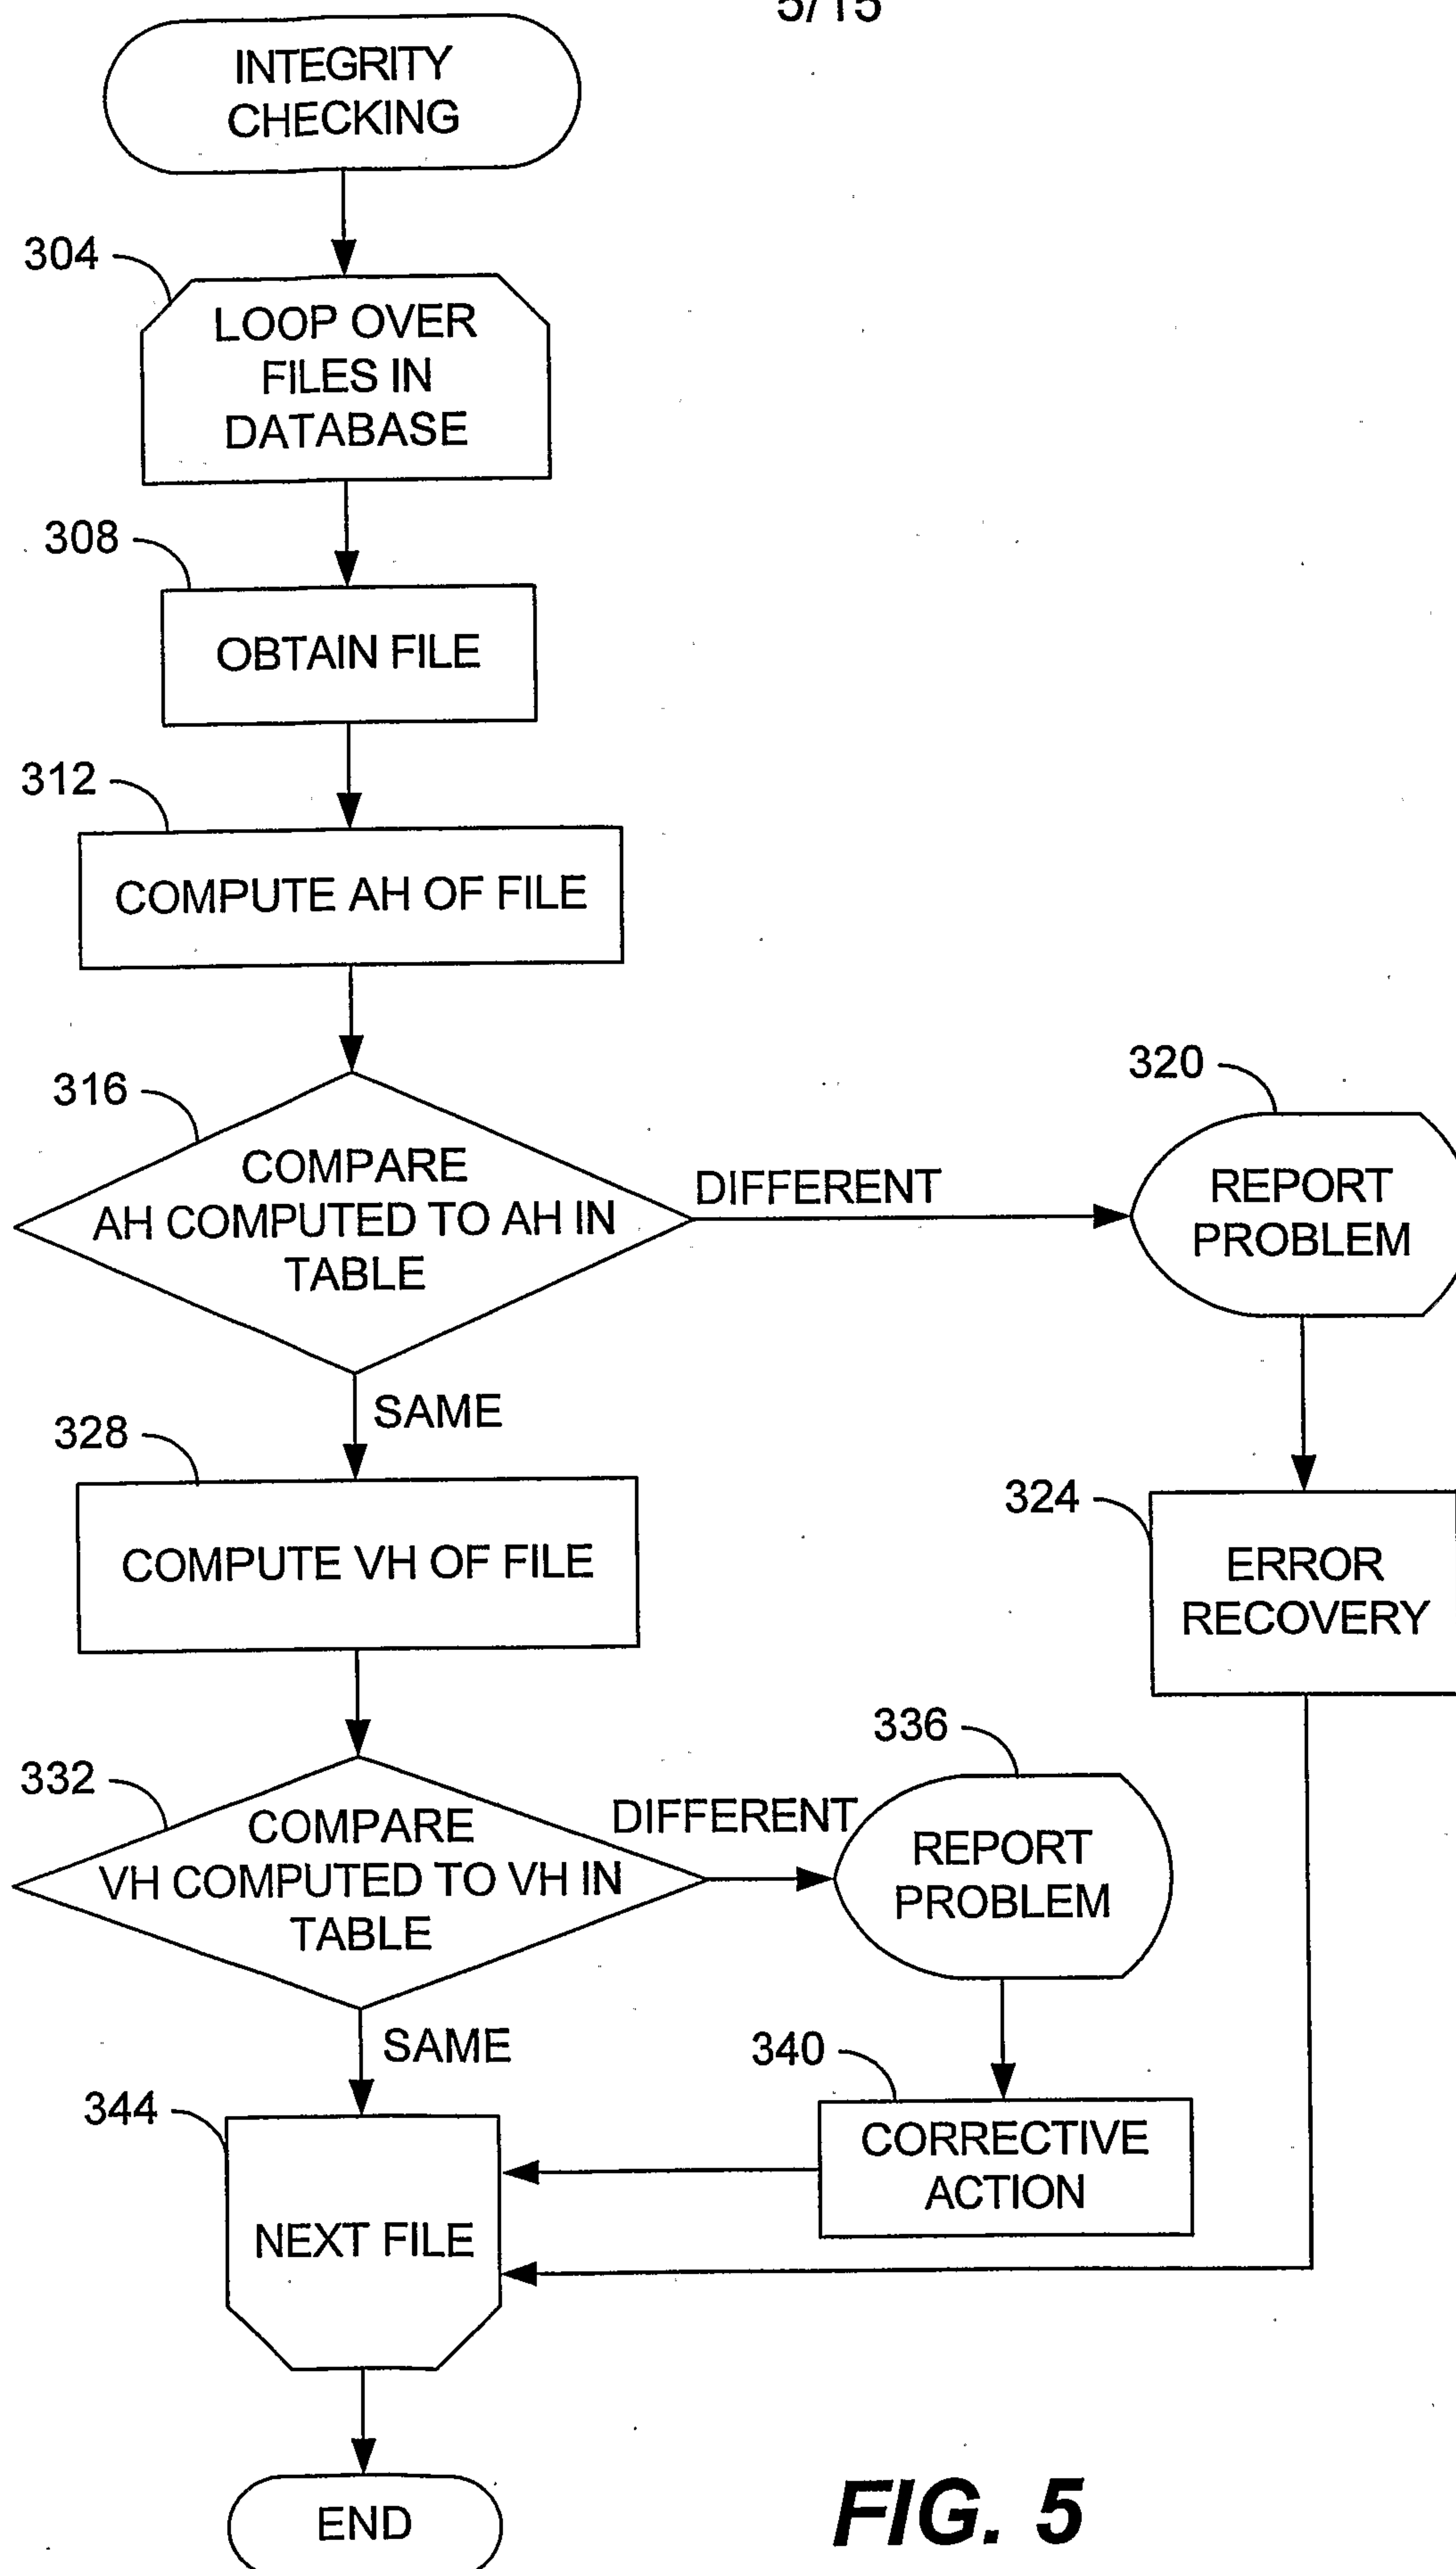 5/15
INTEGRITY
CHECKING
304
LOOP OVER
FILES IN
DATABASE
308
OBTAIN FILE
312
COMPUTE AH OF FILE
316
COMPARE
AH COMPUTED TO AH IN
TABLE
DIFFERENT
320
REPORT
PROBLEM
SAME
328
COMPUTE VH OF FILE
324
ERROR
RECOVERY
332
COMPARE
VH COMPUTED TO VH IN
TABLE
DIFFERENT
336
REPORT
PROBLEM
SAME
340
CORRECTIVE
ACTION
344
NEXT FILE
END
FIG. 5